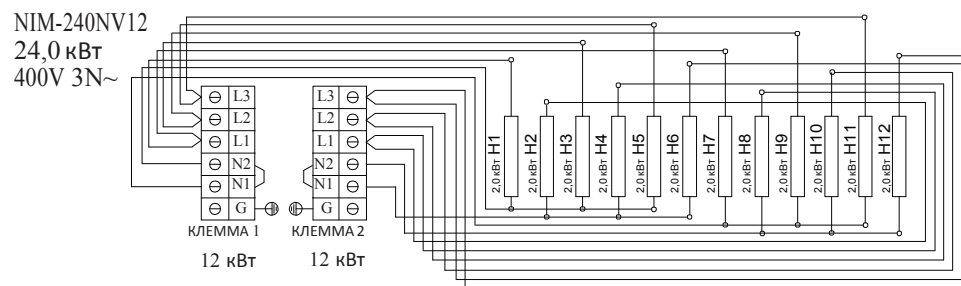 NIM-240NV12
24,0 кВт
400V 3N~
L3
L2
L1
N2
N1
G
КЛЕММА 1
12 кВт
L3
L2
L1
N2
N1
G
КЛЕММА 2
12 кВт
2,0 кВт H1
2,0 кВт H2
2,0 кВт H3
2,0 кВт H4
2,0 кВт H5
2,0 кВт H6
2,0 кВт H7
2,0 кВт H8
2,0 кВт H9
2,0 кВт H10
2,0 кВт H11
2,0 кВт H12